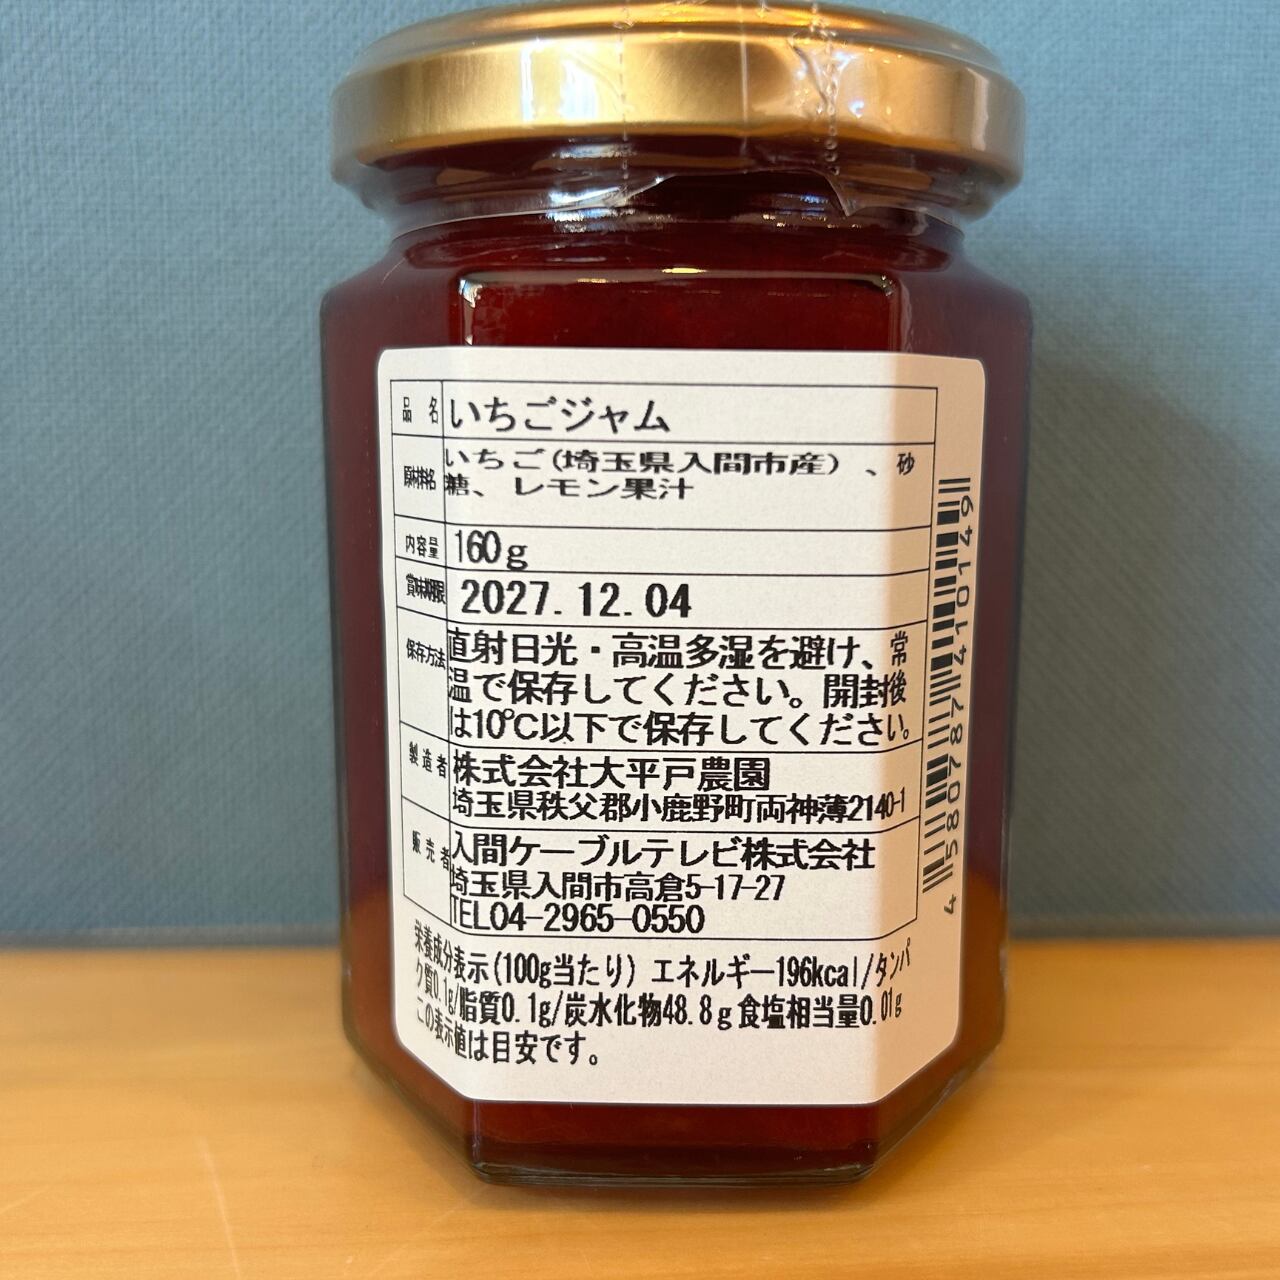 品名 いちごジャム
原材料名 いちご(埼玉県入間市産)、砂
糖、レモン果汁
内容量 160g
賞味期限 2027.12.04
保存方法 直射日光・高温多湿を避け、常
温で保存してください。開封後
は10℃以下で保存してください。
製造者 株式会社大平戸農園
埼玉県秩父郡小鹿野町両神薄2140-1
販売者 入間ケーブルテレビ株式会社
埼玉県入間市高倉5-17-27
TEL04-2965-0550
栄養成分表示(100g当たり) エネルギー196kcal/タンパ
ク質0.1g/脂質0.1g/炭水化物48.8g食塩相当量0.01g
この表示値は目安です。
4580787410149